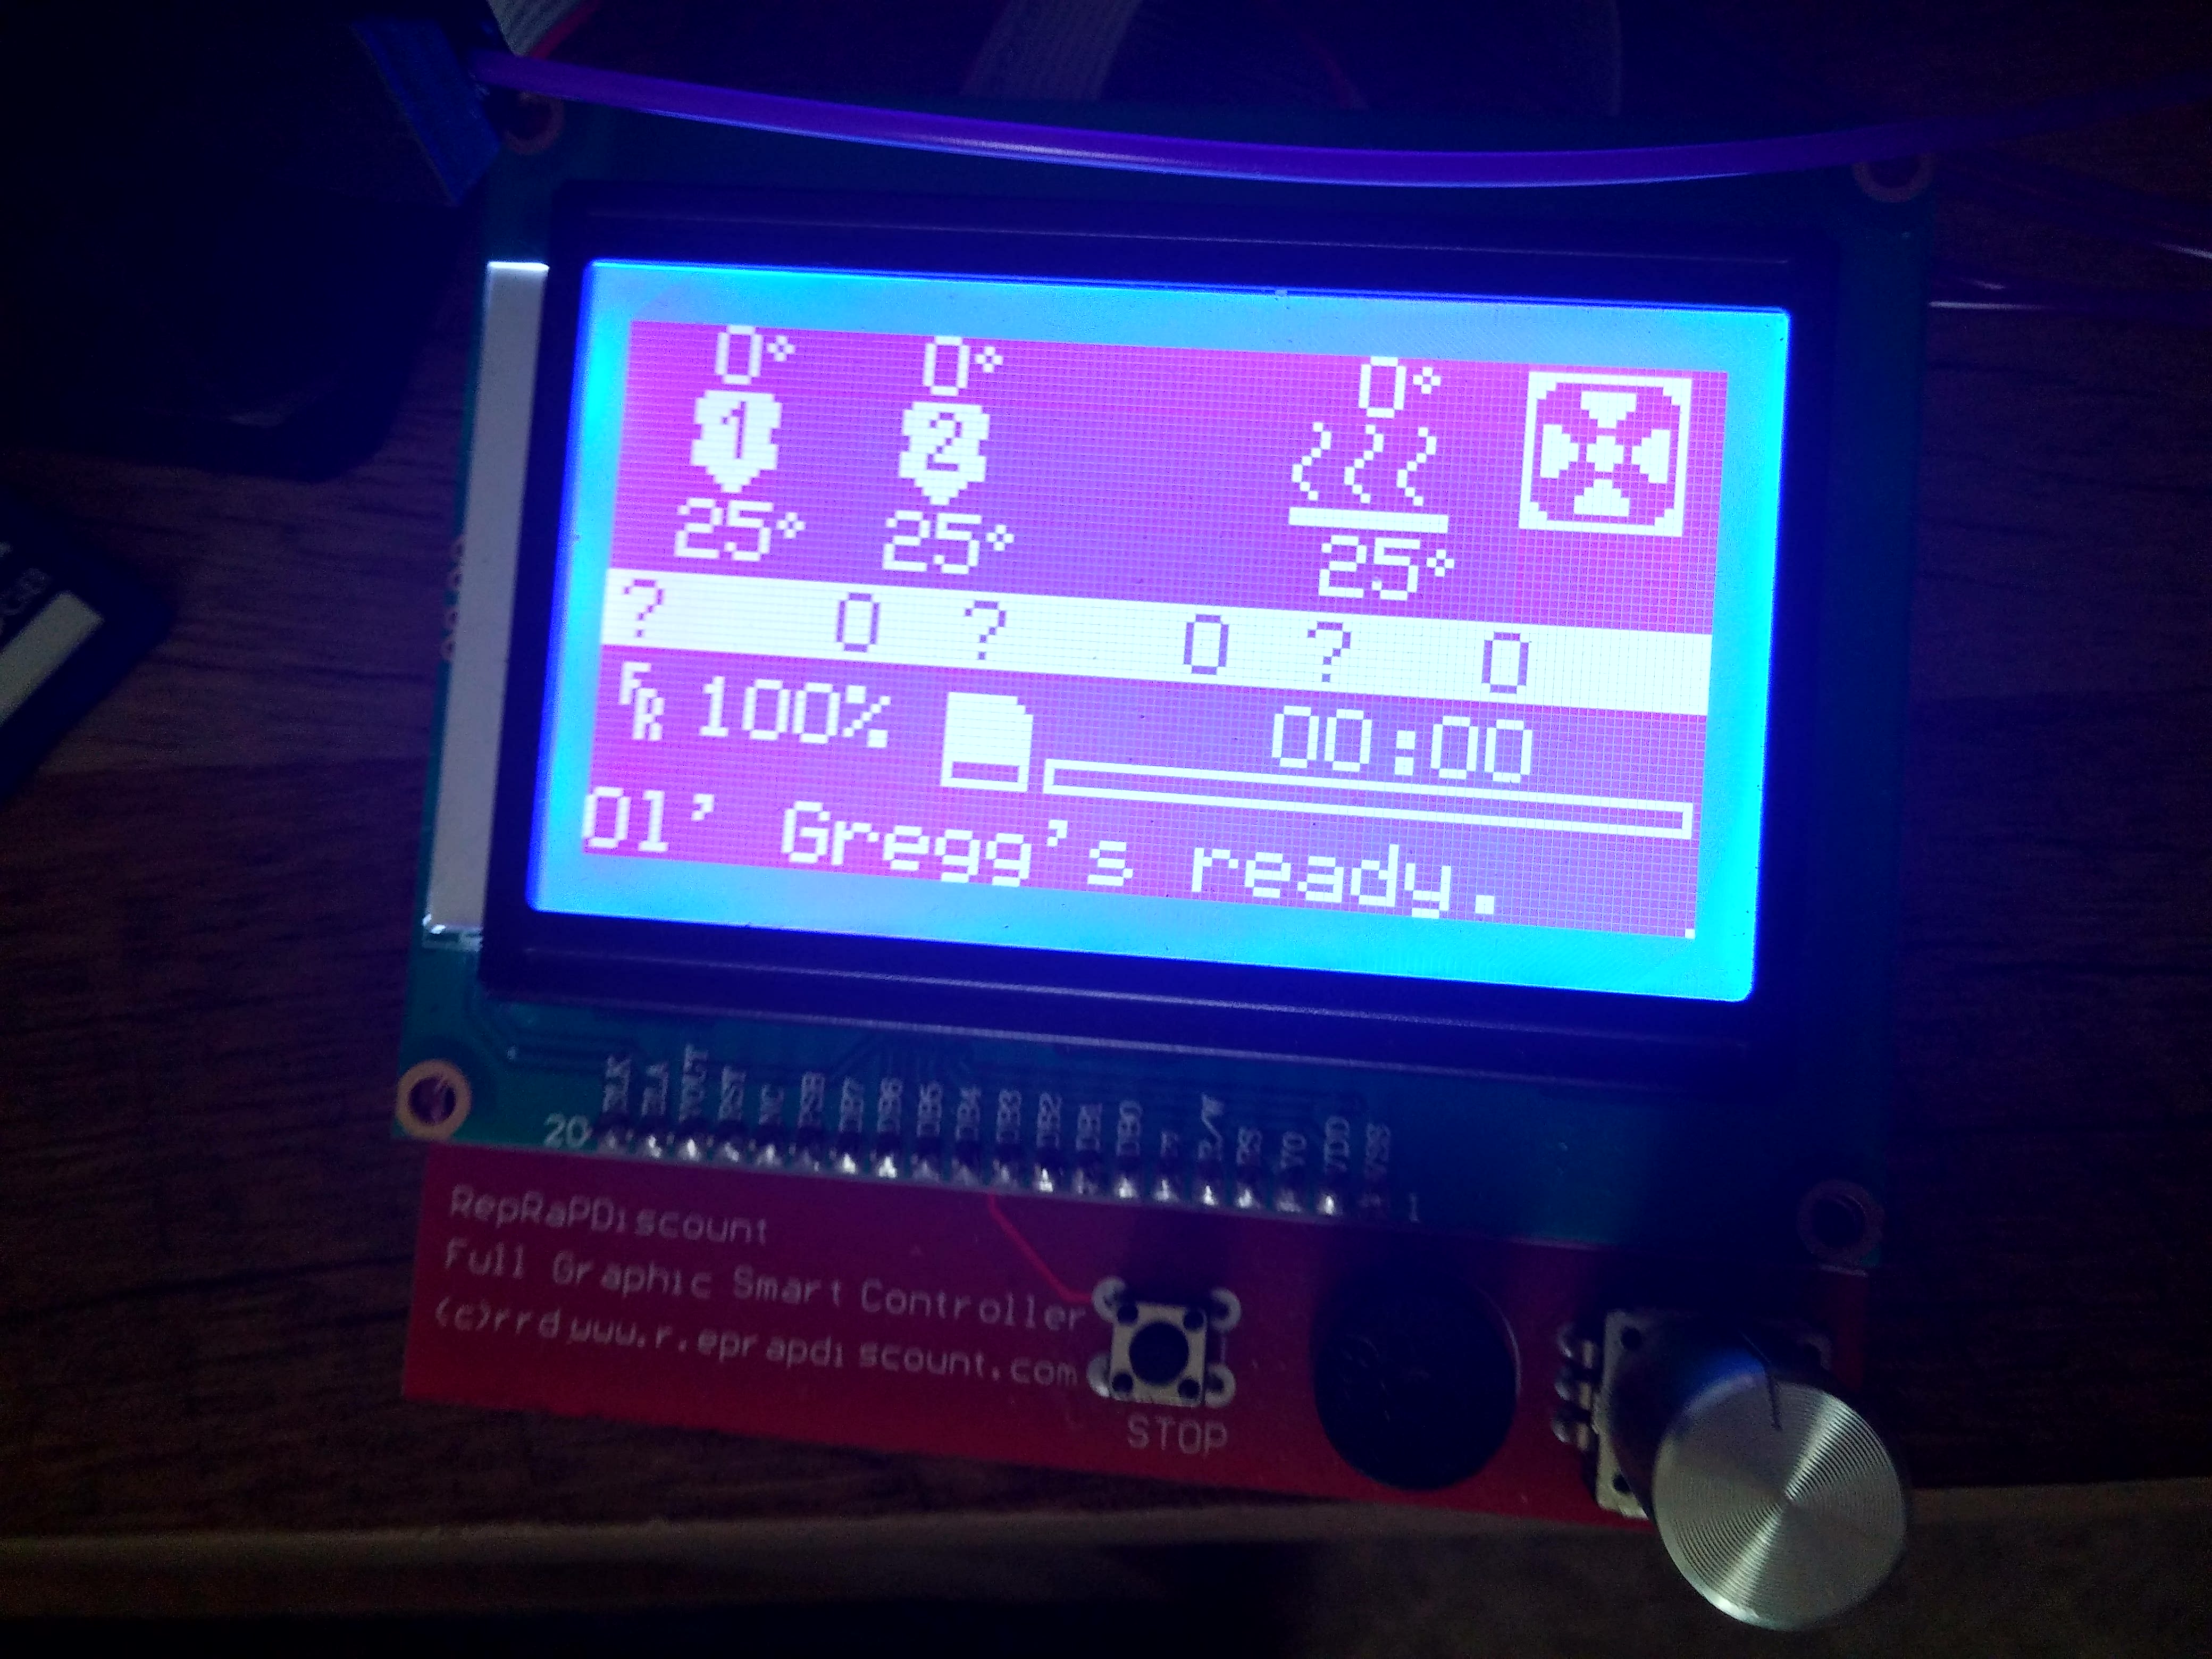 0° 0° 0°
1 2
25° 25° 25°
? 0 ? 0 ? 0
FR 100% 00:00
Ol' Gregg's ready.
BLK BLA VOUT RST NC PSB DB7 DB6 DB5 DB4 DB3 DB2 DB1 DB0 E R/W RS V0 VDD VSS
20 1
RepRaPDiscount
Full Graphic Smart Controller
(c)rrd www.r.eprapdiscount.com
STOP